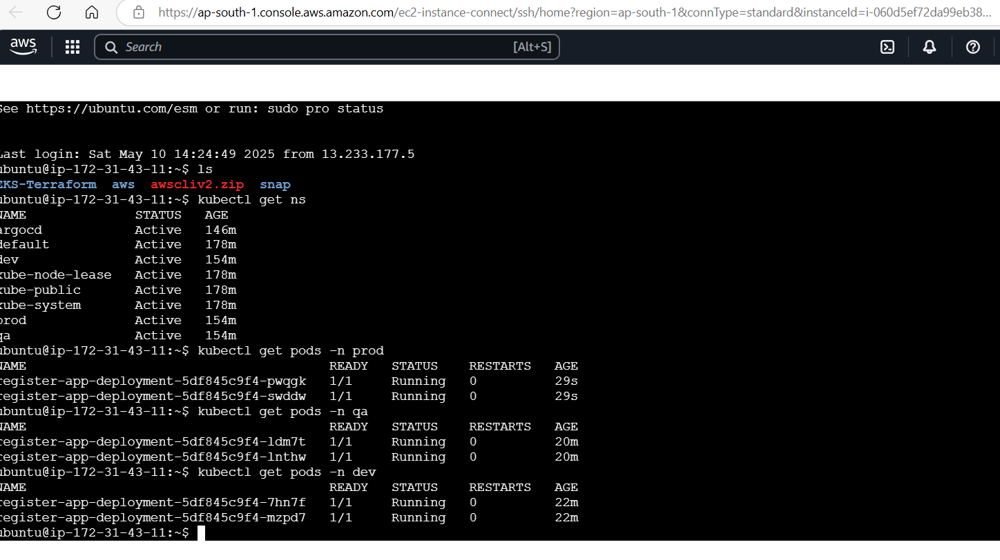 https://ap-south-1.console.aws.amazon.com/ec2-instance-connect/ssh/home?region=ap-south-1&connType=standard&instanceId=i-060d5ef72da99eb38...
aws Search [Alt+S]
See https://ubuntu.com/esm or run: sudo pro status
Last login: Sat May 10 14:24:49 2025 from 13.233.177.5
ubuntu@ip-172-31-43-11:~$ ls
EKS-Terraform aws awscliv2.zip snap
ubuntu@ip-172-31-43-11:~$ kubectl get ns
NAME STATUS AGE
argocd Active 146m
default Active 178m
dev Active 154m
kube-node-lease Active 178m
kube-public Active 178m
kube-system Active 178m
prod Active 154m
qa Active 154m
ubuntu@ip-172-31-43-11:~$ kubectl get pods -n prod
NAME READY STATUS RESTARTS AGE
register-app-deployment-5df845c9f4-pwqgk 1/1 Running 0 29s
register-app-deployment-5df845c9f4-swddw 1/1 Running 0 29s
ubuntu@ip-172-31-43-11:~$ kubectl get pods -n qa
NAME READY STATUS RESTARTS AGE
register-app-deployment-5df845c9f4-ldm7t 1/1 Running 0 20m
register-app-deployment-5df845c9f4-lnthw 1/1 Running 0 20m
ubuntu@ip-172-31-43-11:~$ kubectl get pods -n dev
NAME READY STATUS RESTARTS AGE
register-app-deployment-5df845c9f4-7hn7f 1/1 Running 0 22m
register-app-deployment-5df845c9f4-mzpd7 1/1 Running 0 22m
ubuntu@ip-172-31-43-11:~$